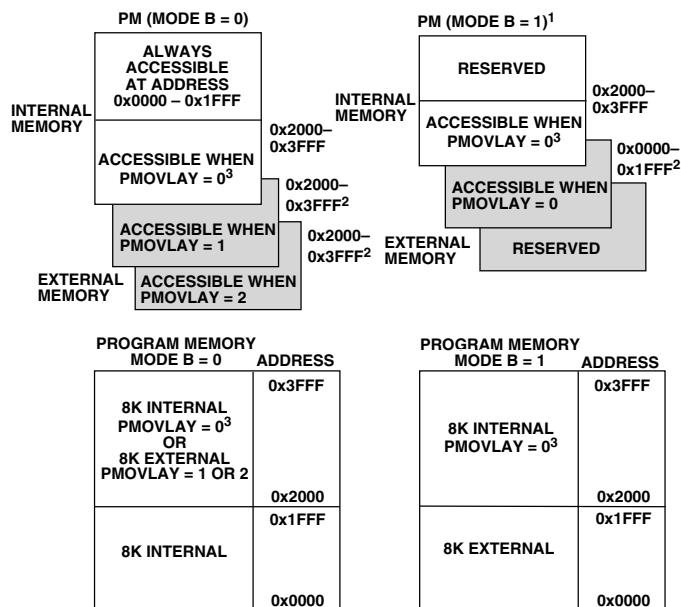 PM (MODE B = 0)
ALWAYS
ACCESSIBLE
AT ADDRESS
0x0000 – 0x1FFF
INTERNAL
MEMORY
0x2000–
0x3FFF
ACCESSIBLE WHEN
PMOVLAY = 0³
0x2000–
0x3FFF²
ACCESSIBLE WHEN
PMOVLAY = 1
0x2000–
0x3FFF²
EXTERNAL
MEMORY
ACCESSIBLE WHEN
PMOVLAY = 2
PM (MODE B = 1)¹
RESERVED
INTERNAL
MEMORY
0x2000–
0x3FFF
ACCESSIBLE WHEN
PMOVLAY = 0³
0x0000–
0x1FFF²
ACCESSIBLE WHEN
PMOVLAY = 0
EXTERNAL
MEMORY
RESERVED
PROGRAM MEMORY
MODE B = 0
ADDRESS
0x3FFF
8K INTERNAL
PMOVLAY = 0³
OR
8K EXTERNAL
PMOVLAY = 1 OR 2
0x2000
0x1FFF
8K INTERNAL
0x0000
PROGRAM MEMORY
MODE B = 1
ADDRESS
0x3FFF
8K INTERNAL
PMOVLAY = 0³
0x2000
0x1FFF
8K EXTERNAL
0x0000